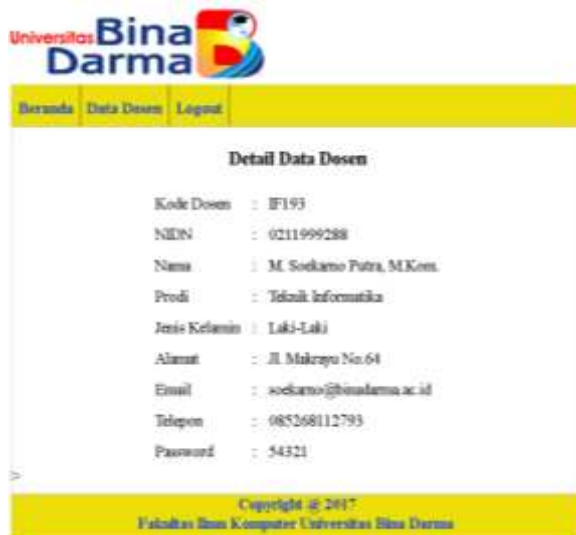 Universitas Bina
Darma
Beranda Data Dosen Logout
Detail Data Dosen
Kode Dosen : IF193
NIDN : 0211999288
Nama : M. Soekarno Putra, M.Kom.
Prodi : Teknik Informatika
Jenis Kelamin : Laki-Laki
Alamat : Jl. Makrayu No.64
Email : soekarno@binadarma.ac.id
Telepon : 085268112793
Password : 54321
>
Copyright @ 2017
Fakultas Ilmu Komputer Universitas Bina Darma